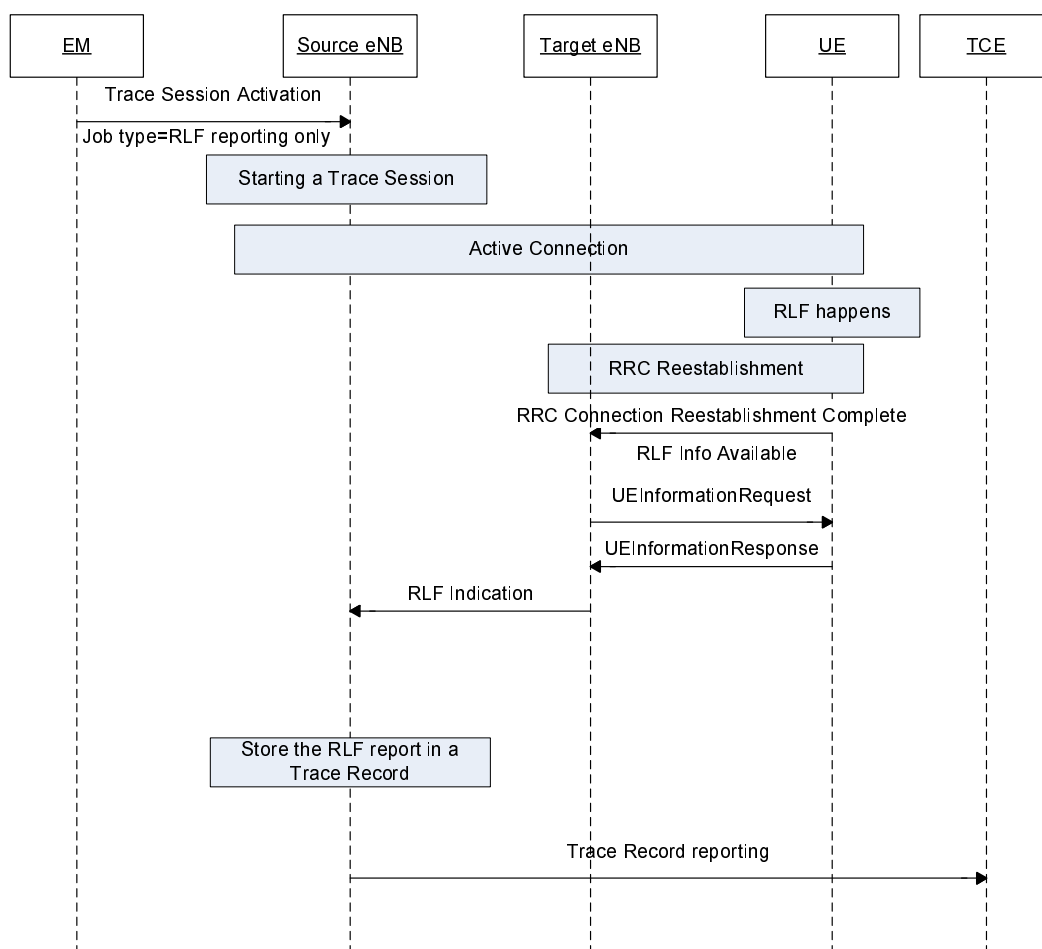 EM
Source eNB
Target eNB
UE
TCE
Trace Session Activation
Job type=RLF reporting only
Starting a Trace Session
Active Connection
RLF happens
RRC Reestablishment
RRC Connection Reestablishment Complete
RLF Info Available
UEInformationRequest
UEInformationResponse
RLF Indication
Store the RLF report in a
Trace Record
Trace Record reporting